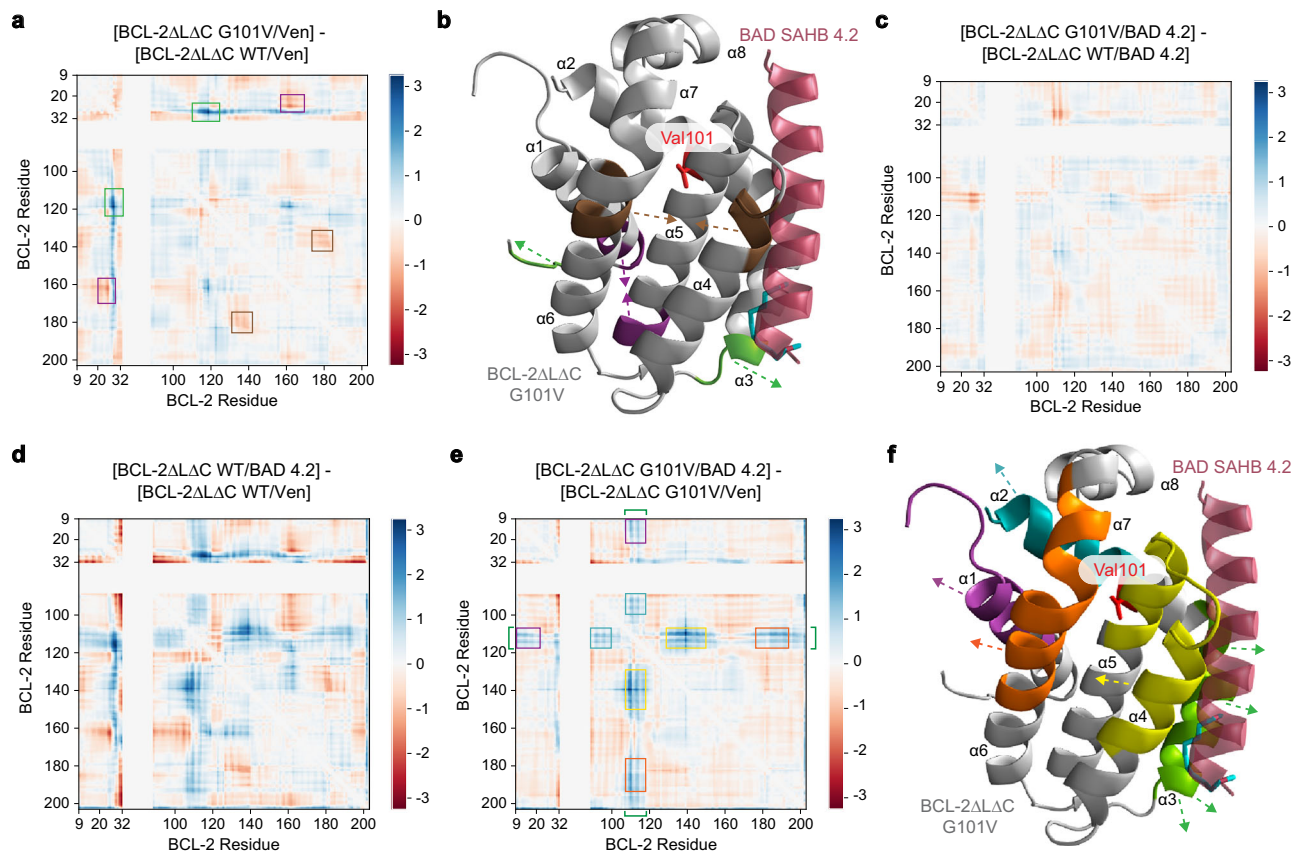 a
[BCL-2ΔLΔC G101V/Ven] -
[BCL-2ΔLΔC WT/Ven]
9
20
32
100
120
140
160
180
203
BCL-2 Residue
9 20 32 100 120 140 160 180 200
BCL-2 Residue
3
2
1
0
-1
-2
-3
b
BAD SAHB 4.2
α8
α2
α7
Val101
α1
α5
α4
α6
α3
BCL-2ΔLΔC
G101V
c
[BCL-2ΔLΔC G101V/BAD 4.2] -
[BCL-2ΔLΔC WT/BAD 4.2]
9
20
32
100
120
140
160
180
203
BCL-2 Residue
9 20 32 100 120 140 160 180 200
BCL-2 Residue
3
2
1
0
-1
-2
-3
d
[BCL-2ΔLΔC WT/BAD 4.2] -
[BCL-2ΔLΔC WT/Ven]
9
20
32
100
120
140
160
180
203
BCL-2 Residue
9 20 32 100 120 140 160 180 200
BCL-2 Residue
3
2
1
0
-1
-2
-3
e
[BCL-2ΔLΔC G101V/BAD 4.2] -
[BCL-2ΔLΔC G101V/Ven]
9
20
32
100
120
140
160
180
203
BCL-2 Residue
9 20 32 100 120 140 160 180 200
BCL-2 Residue
3
2
1
0
-1
-2
-3
f
BAD SAHB 4.2
α8
α2
α7
Val101
α1
α5
α4
α6
α3
BCL-2ΔLΔC
G101V